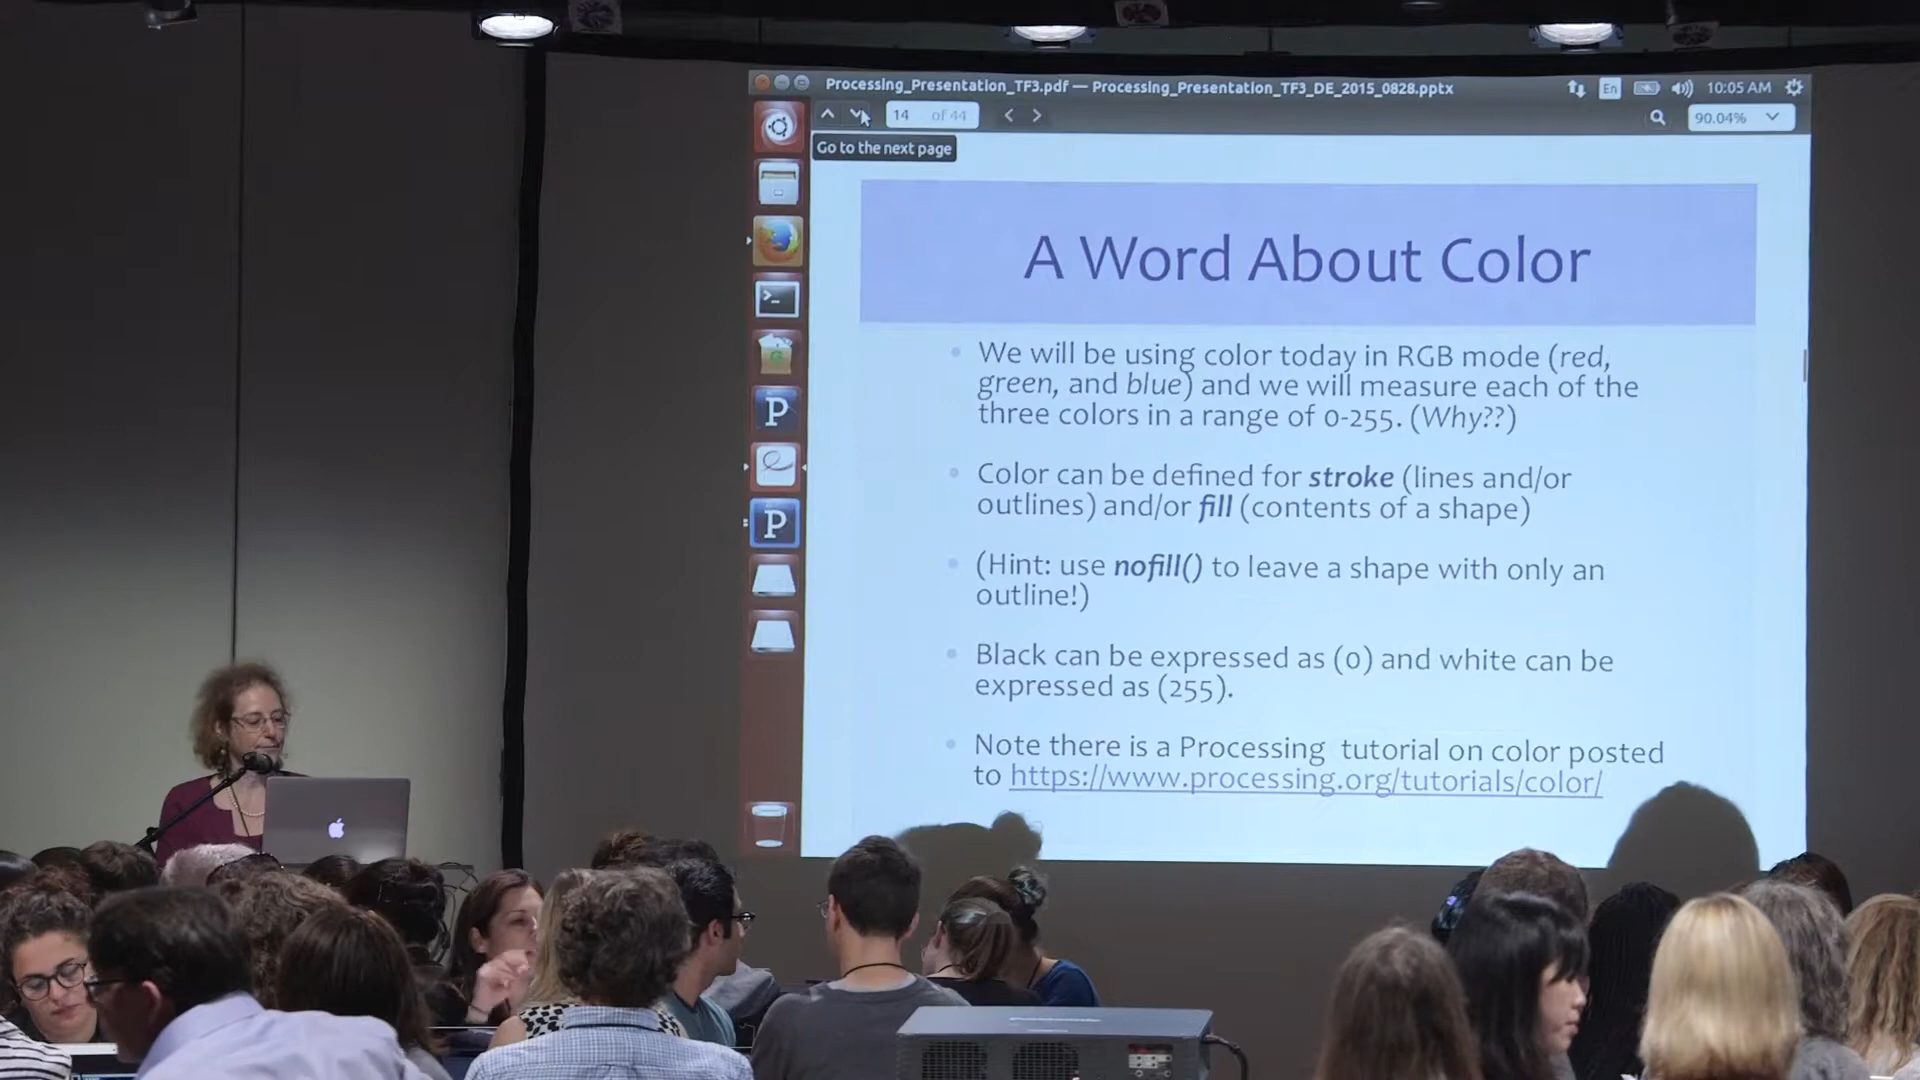 Processing_Presentation_TF3.pdf — Processing_Presentation_TF3_DE_2015_0828.pptx
En
10:05 AM
14 of 44
90.04%
Go to the next page
A Word About Color
We will be using color today in RGB mode (red,
green, and blue) and we will measure each of the
three colors in a range of 0-255. (Why??)
Color can be defined for stroke (lines and/or
outlines) and/or fill (contents of a shape)
(Hint: use nofill() to leave a shape with only an
outline!)
Black can be expressed as (0) and white can be
expressed as (255).
Note there is a Processing tutorial on color posted
to https://www.processing.org/tutorials/color/